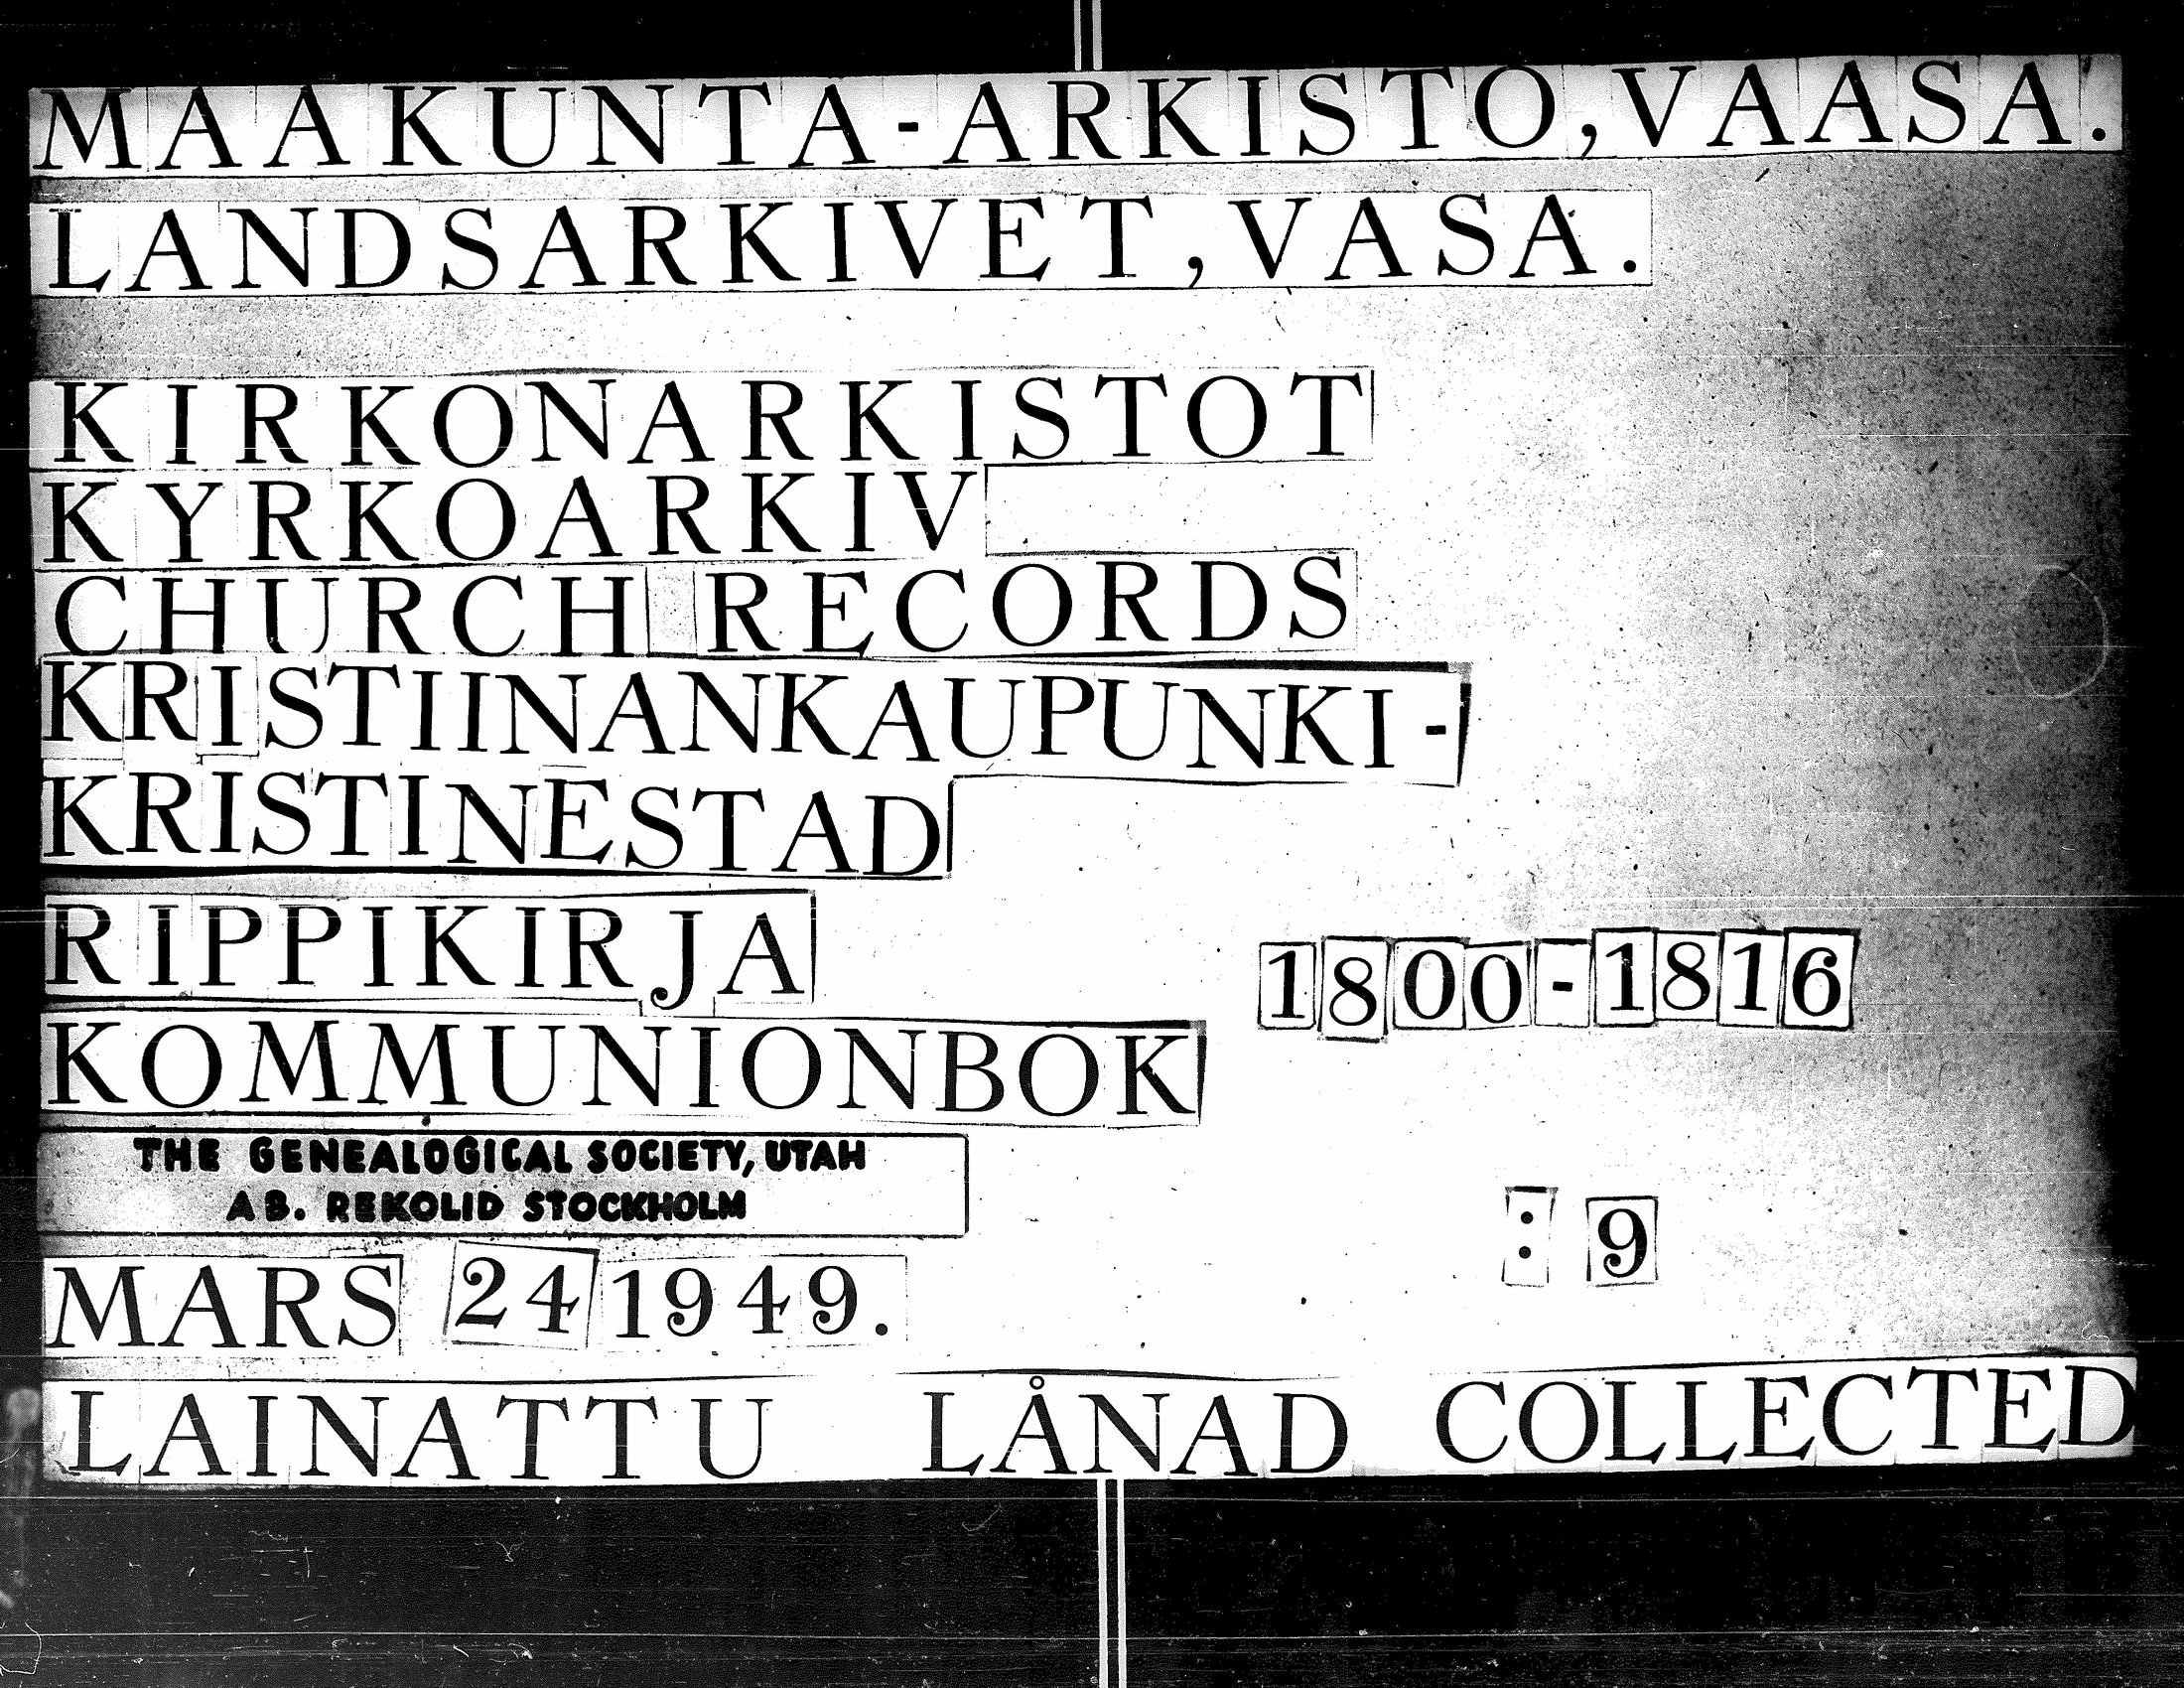 MAAKUNTA-ARKISTO, VAASA.
LANDSARKIVET, VASA.
KIRKONARKISTOT
KYRKOARKIV
CHURCH RECORDS
KRISTIINANKAUPUNKI -
KRISTINESTAD
RIPPIKIRJA
1800-1816
KOMMUNIONBOK
THE GENEALOGICAL SOCIETY, UTAH
AB. REKOLID STOCKHOLM
: 9
MARS 24 1949.
LAINATTU LÅNAD COLLECTED